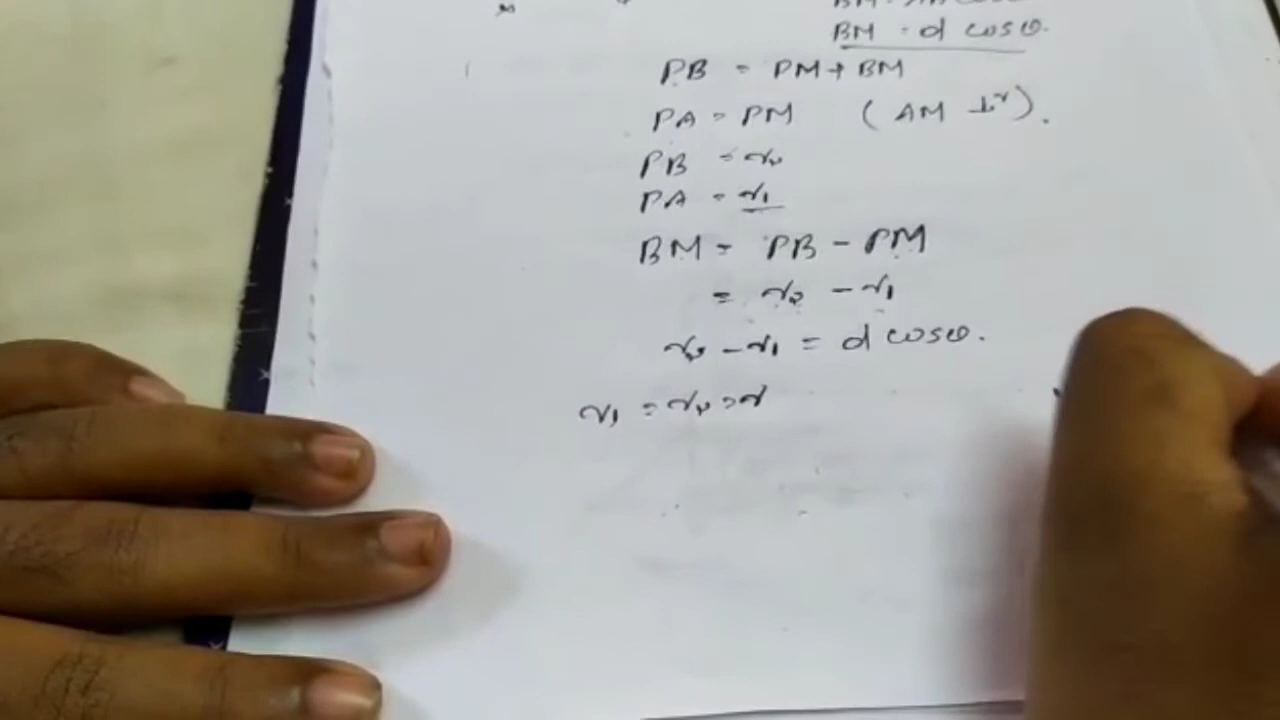 BM = d cosθ.
PB = PM + BM
PA = PM ( AM ⊥r ).
PB = r₂
PA = r₁
BM = PB - PM
= r₂ - r₁
r₂ - r₁ = d cosθ.
r₁ = r₂ = r